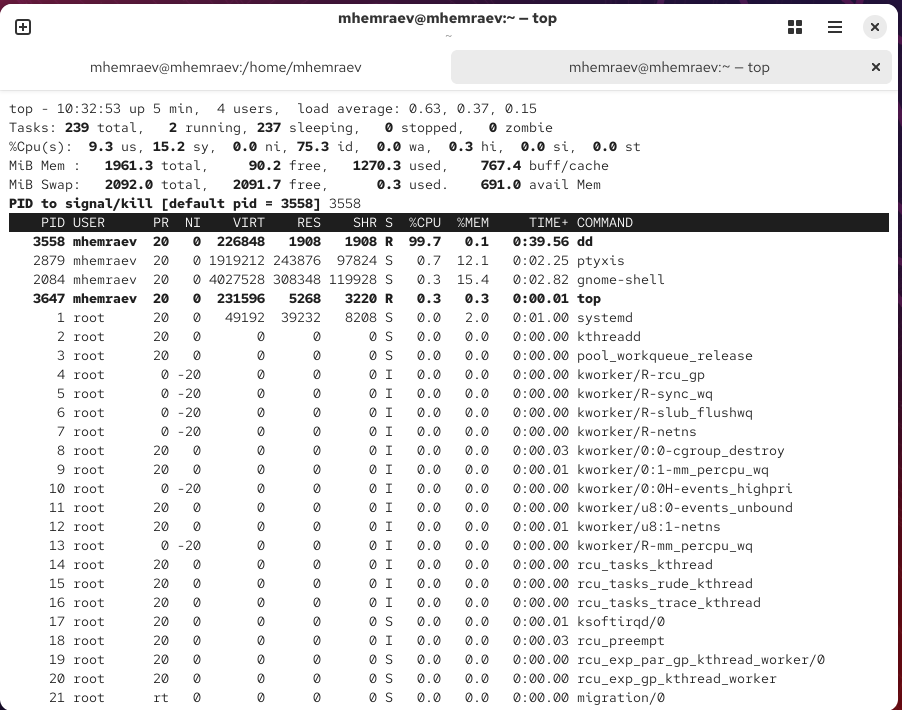 mhemraev@mhemraev:~ — top
~
mhemraev@mhemraev:/home/mhemraev
mhemraev@mhemraev:~ — top
top - 10:32:53 up 5 min,  4 users,  load average: 0.63, 0.37, 0.15
Tasks: 239 total,   2 running, 237 sleeping,   0 stopped,   0 zombie
%Cpu(s):  9.3 us, 15.2 sy,  0.0 ni, 75.3 id,  0.0 wa,  0.3 hi,  0.0 si,  0.0 st
MiB Mem :   1961.3 total,     90.2 free,   1270.3 used,    767.4 buff/cache
MiB Swap:   2092.0 total,   2091.7 free,      0.3 used.    691.0 avail Mem
PID to signal/kill [default pid = 3558] 3558
    PID USER      PR  NI    VIRT    RES    SHR S  %CPU  %MEM     TIME+ COMMAND
   3558 mhemraev  20   0  226848   1908   1908 R  99.7   0.1   0:39.56 dd
   2879 mhemraev  20   0 1919212 243876  97824 S   0.7  12.1   0:02.25 ptyxis
   2084 mhemraev  20   0 4027528 308348 119928 S   0.3  15.4   0:02.82 gnome-shell
   3647 mhemraev  20   0  231596   5268   3220 R   0.3   0.3   0:00.01 top
      1 root      20   0   49192  39232   8208 S   0.0   2.0   0:01.00 systemd
      2 root      20   0       0      0      0 S   0.0   0.0   0:00.00 kthreadd
      3 root      20   0       0      0      0 S   0.0   0.0   0:00.00 pool_workqueue_release
      4 root       0 -20       0      0      0 I   0.0   0.0   0:00.00 kworker/R-rcu_gp
      5 root       0 -20       0      0      0 I   0.0   0.0   0:00.00 kworker/R-sync_wq
      6 root       0 -20       0      0      0 I   0.0   0.0   0:00.00 kworker/R-slub_flushwq
      7 root       0 -20       0      0      0 I   0.0   0.0   0:00.00 kworker/R-netns
      8 root      20   0       0      0      0 I   0.0   0.0   0:00.03 kworker/0:0-cgroup_destroy
      9 root      20   0       0      0      0 I   0.0   0.0   0:00.01 kworker/0:1-mm_percpu_wq
     10 root       0 -20       0      0      0 I   0.0   0.0   0:00.00 kworker/0:0H-events_highpri
     11 root      20   0       0      0      0 I   0.0   0.0   0:00.00 kworker/u8:0-events_unbound
     12 root      20   0       0      0      0 I   0.0   0.0   0:00.01 kworker/u8:1-netns
     13 root       0 -20       0      0      0 I   0.0   0.0   0:00.00 kworker/R-mm_percpu_wq
     14 root      20   0       0      0      0 I   0.0   0.0   0:00.00 rcu_tasks_kthread
     15 root      20   0       0      0      0 I   0.0   0.0   0:00.00 rcu_tasks_rude_kthread
     16 root      20   0       0      0      0 I   0.0   0.0   0:00.00 rcu_tasks_trace_kthread
     17 root      20   0       0      0      0 S   0.0   0.0   0:00.01 ksoftirqd/0
     18 root      20   0       0      0      0 I   0.0   0.0   0:00.03 rcu_preempt
     19 root      20   0       0      0      0 S   0.0   0.0   0:00.00 rcu_exp_par_gp_kthread_worker/0
     20 root      20   0       0      0      0 S   0.0   0.0   0:00.00 rcu_exp_gp_kthread_worker
     21 root      rt   0       0      0      0 S   0.0   0.0   0:00.00 migration/0